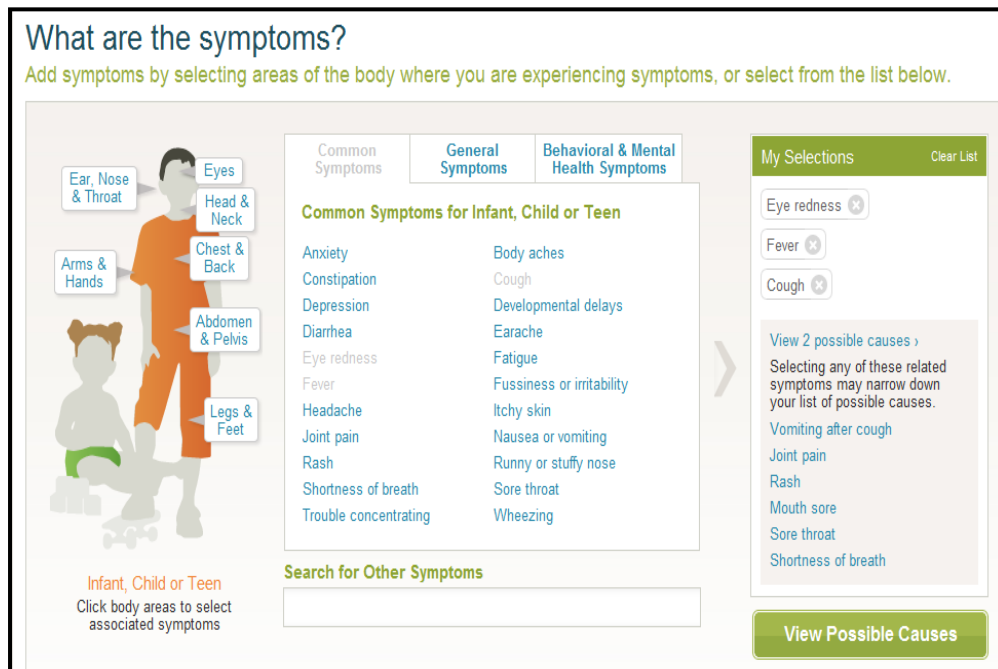 What are the symptoms?
Add symptoms by selecting areas of the body where you are experiencing symptoms, or select from the list below.
Ear, Nose
& Throat
Eyes
Head &
Neck
Chest &
Back
Arms &
Hands
Abdomen
& Pelvis
Legs &
Feet
Infant, Child or Teen
Click body areas to select
associated symptoms
Common
Symptoms
General
Symptoms
Behavioral & Mental
Health Symptoms
Common Symptoms for Infant, Child or Teen
Anxiety
Constipation
Depression
Diarrhea
Eye redness
Fever
Headache
Joint pain
Rash
Shortness of breath
Trouble concentrating
Body aches
Cough
Developmental delays
Earache
Fatigue
Fussiness or irritability
Itchy skin
Nausea or vomiting
Runny or stuffy nose
Sore throat
Wheezing
Search for Other Symptoms
My Selections
Clear List
Eye redness
Fever
Cough
View 2 possible causes ›
Selecting any of these related
symptoms may narrow down
your list of possible causes.
Vomiting after cough
Joint pain
Rash
Mouth sore
Sore throat
Shortness of breath
View Possible Causes